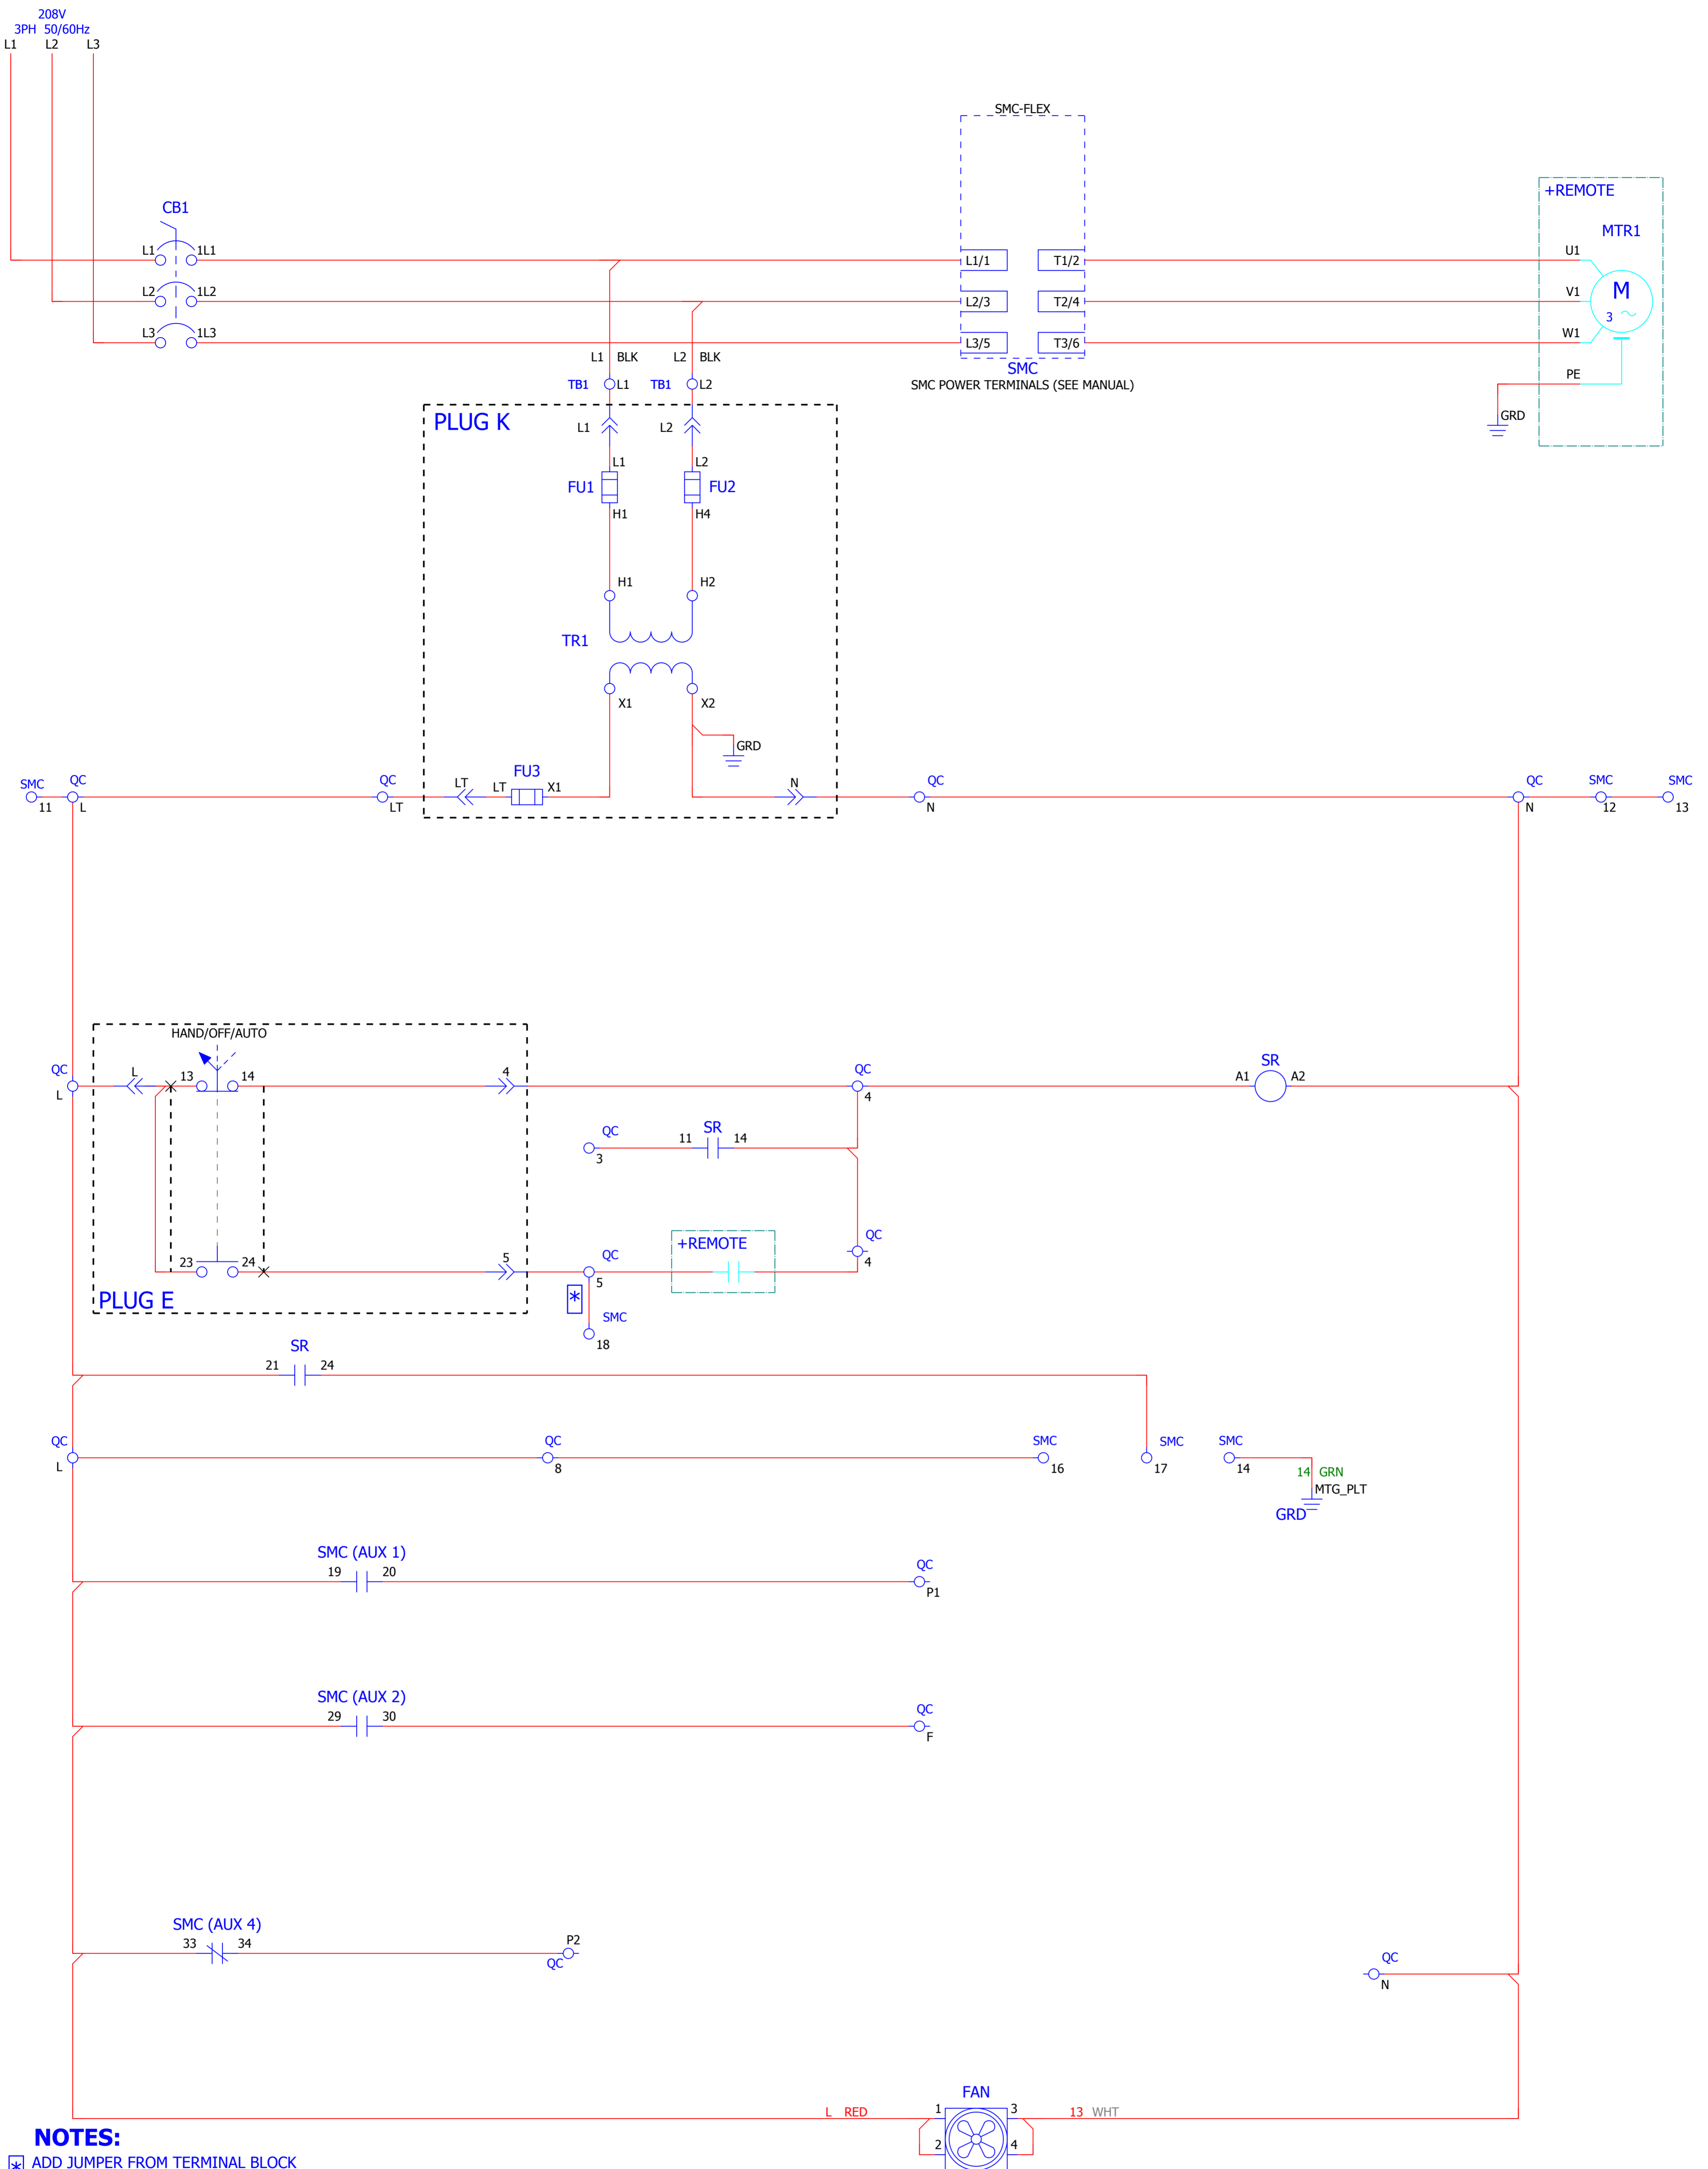 208V
3PH 50/60Hz
L1 L2 L3
SMC-FLEX
+REMOTE
CB1
MTR1
L1 1L1 L1/1 T1/2 U1
L2 1L2 L2/3 T2/4 V1
M
3
L3 1L3 L3/5 T3/6 W1
L1 BLK L2 BLK
SMC
SMC POWER TERMINALS (SEE MANUAL)
PE
TB1 L1 TB1 L2
GRD
PLUG K
L1 L2
L1 L2
FU1 FU2
H1 H4
H1 H2
TR1
X1 X2
GRD
FU3
SMC QC QC LT LT X1 N QC QC SMC SMC
11 L LT N N 12 13
HAND/OFF/AUTO
QC L 13 14 4 QC A1 SR A2
L 4
QC 11 SR 14
3
+REMOTE
QC
23 24 5 QC 4
5
PLUG E
*
SMC
18
SR
21 24
QC QC SMC SMC SMC
L 8 16 17 14
14 GRN
MTG_PLT
GRD
SMC (AUX 1)
19 20 QC
P1
SMC (AUX 2)
29 30 QC
F
SMC (AUX 4)
33 34 P2
QC
QC
N
FAN
L RED 1 3 13 WHT
2 4
NOTES:
* ADD JUMPER FROM TERMINAL BLOCK